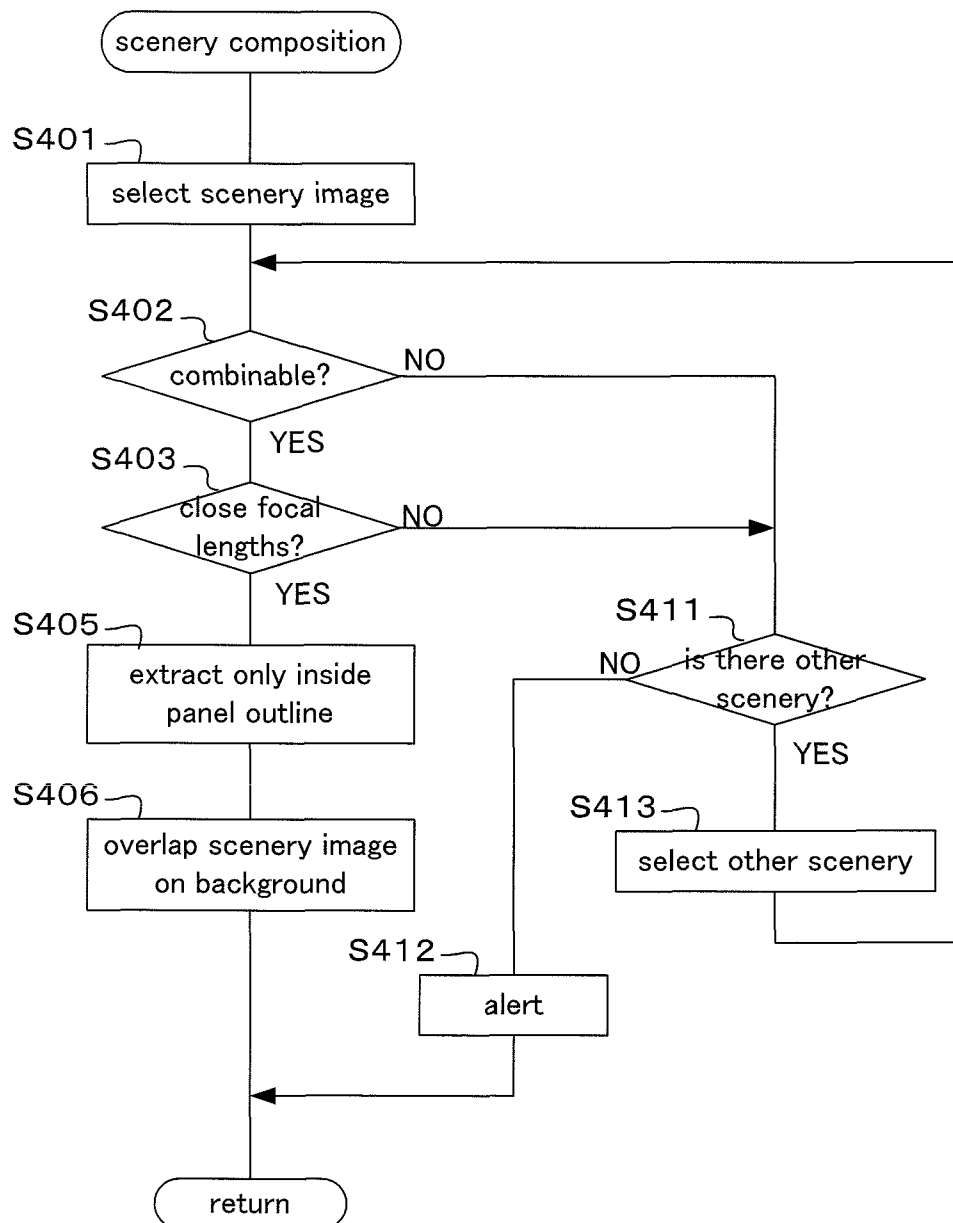 scenery composition
S401
select scenery image
S402
combinable?
NO
YES
S403
close focal
lengths?
NO
YES
S405
extract only inside
panel outline
S406
overlap scenery image
on background
S411
is there other
scenery?
NO
YES
S413
select other scenery
S412
alert
return